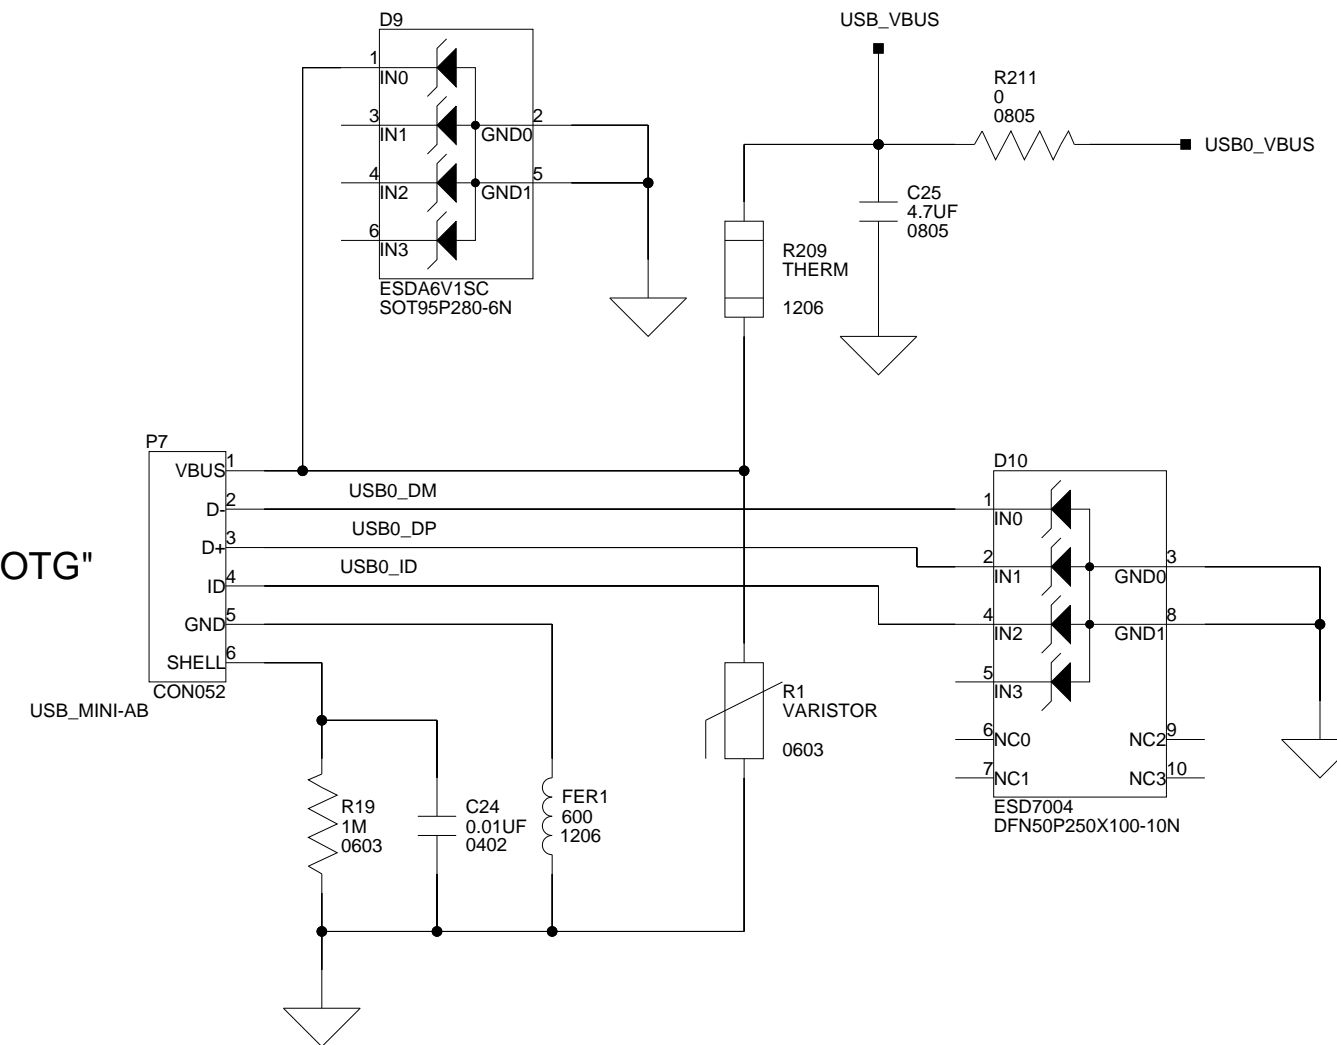 D9
1
IN0
3
IN1
4
IN2
6
IN3
2
GND0
5
GND1
ESDA6V1SC
SOT95P280-6N
USB_VBUS
R211
0
0805
USB0_VBUS
C25
4.7UF
0805
R209
THERM
1206
P7
VBUS
1
D-
2
D+
3
ID
4
GND
5
SHELL
6
CON052
USB_MINI-AB
OTG"
USB0_DM
USB0_DP
USB0_ID
D10
1
IN0
2
IN1
4
IN2
5
IN3
6
NC0
7
NC1
3
GND0
8
GND1
NC2
9
NC3
10
ESD7004
DFN50P250X100-10N
R1
VARISTOR
0603
R19
1M
0603
C24
0.01UF
0402
FER1
600
1206